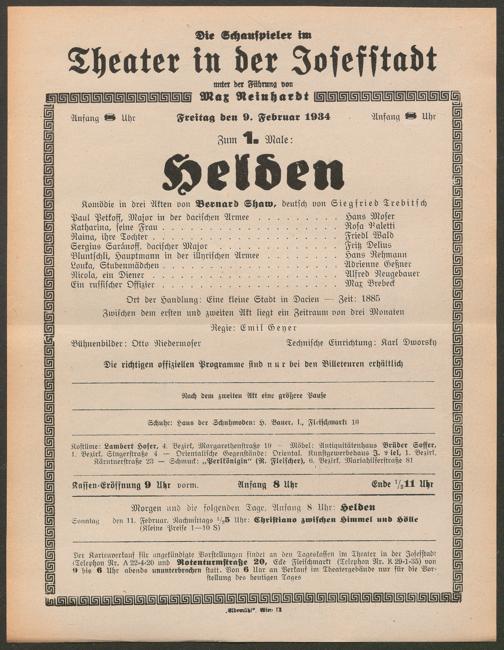 Die Schauspieler im
Theater in der Josefstadt
unter der Führung von
Max Reinhardt
Anfang 8 Uhr Freitag den 9. Februar 1934 Anfang 8 Uhr
Zum 1. Male:
Helden
Komödie in drei Akten von Bernard Shaw, deutsch von Siegfried Trebitsch
Paul Petkoff, Major in der dacischen Armee . . . . . . . . . Hans Moser
Katharina, seine Frau . . . . . . . . . Rosa Valetti
Raina, ihre Tochter . . . . . . . . . Friedl Wald
Sergius Saránoff, dacischer Major . . . . . . . . . Fritz Delius
Bluntschli, Hauptmann in der illyrischen Armee . . . . . . . . . Hans Rehmann
Louka, Stubenmädchen . . . . . . . . . Adrienne Geßner
Nicola, ein Diener . . . . . . . . . Alfred Neugebauer
Ein russischer Offizier . . . . . . . . . Max Brebeck
Ort der Handlung: Eine kleine Stadt in Dacien — Zeit: 1885
Zwischen dem ersten und zweiten Akt liegt ein Zeitraum von drei Monaten
Regie: Emil Geyer
Bühnenbilder: Otto Niedermoser Technische Einrichtung: Karl Dworsky
Die richtigen offiziellen Programme sind nur bei den Billeteuren erhältlich
Nach dem zweiten Akt eine größere Pause
Schuhe: Haus der Schuhmoden: H. Bauer, I., Fleischmarkt 10
Kostüme: Lambert Hofer, 4. Bezirk, Margarethenstraße 19 — Möbel: Antiquitätenhaus Brüder Soffer,
1. Bezirk, Singerstraße 4 — Orientalische Gegenstände: Oriental. Kunstgewerbehaus
Kärntnerstraße 23 — Schmuck: „Perlkönigin" (R. Fleischer), 6. Bezirk, Mariahilferstraße 81
Kassen-Eröffnung 9 Uhr vorm. Anfang 8 Uhr Ende 1/2 11 Uhr
Morgen und die folgenden Tage, Anfang 8 Uhr: Helden
Sonntag den 11. Februar. Nachmittags 1/2 5 Uhr: Christiano zwischen Himmel und Hölle
(Kleine Preise 1—10 S)
Der Kartenverkauf für angekündigte Vorstellungen findet an den Tageskassen im Theater in der Josefstadt
(Telephon Nr. A 22-4-20 und Rotenturmstraße 20, Ecke Fleischmarkt (Telephon Nr. R 29-1-35) von
9 bis 6 Uhr abends ununterbrochen statt. Von 6 Uhr an Verkauf im Theatergebäude nur für die Vor-
stellung des heutigen Tages
„Elbemühl", Wien